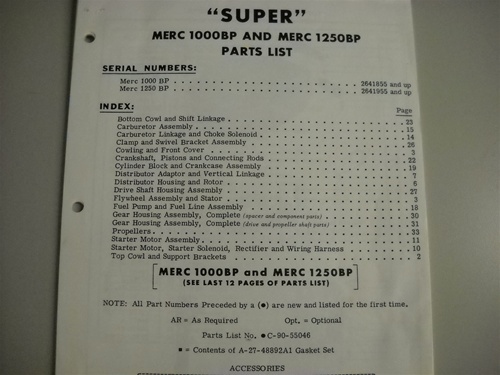 "SUPER"
MERC 1000BP AND MERC 1250BP
PARTS LIST
SERIAL NUMBERS:
Merc 1000 BP . . . . . . . . . . . . . . . . . . . . 2641855 and up
Merc 1250 BP . . . . . . . . . . . . . . . . . . . . 2641955 and up
INDEX:
Page
Bottom Cowl and Shift Linkage . . . . . . . . . . . . . . . 23
Carburetor Assembly . . . . . . . . . . . . . . . 15
Carburetor Linkage and Choke Solenoid . . . . . . . . . . . . . . . 14
Clamp and Swivel Bracket Assembly . . . . . . . . . . . . . . . 26
Cowling and Front Cover . . . . . . . . . . . . . . . 3
Crankshaft, Pistons and Connecting Rods . . . . . . . . . . . . . . . 22
Cylinder Block and Crankcase Assembly . . . . . . . . . . . . . . . 19
Distributor Adaptor and Vertical Linkage . . . . . . . . . . . . . . . 7
Distributor Housing and Rotor . . . . . . . . . . . . . . . 6
Drive Shaft Housing Assembly . . . . . . . . . . . . . . . 27
Flywheel Assembly and Stator . . . . . . . . . . . . . . . 3
Fuel Pump and Fuel Line Assembly . . . . . . . . . . . . . . . 18
Gear Housing Assembly, Complete (spacer and component parts) . . . . . . . . . . 30
Gear Housing Assembly, Complete (drive and propeller shaft parts) . . . . . . . . . . 31
Propellers . . . . . . . . . . . . . . . 33
Starter Motor Assembly . . . . . . . . . . . . . . . 11
Starter Motor, Starter Solenoid, Rectifier and Wiring Harness . . . . . . . . . . 10
Top Cowl and Support Brackets . . . . . . . . . . . . . . . 2
[MERC 1000BP and MERC 1250BP]
(SEE LAST 12 PAGES OF PARTS LIST)
NOTE: All Part Numbers Preceded by a (●) are new and listed for the first time.
AR = As Required Opt. = Optional
Parts List No. ●C-90-55046
■ = Contents of A-27-48892A1 Gasket Set
ACCESSORIES